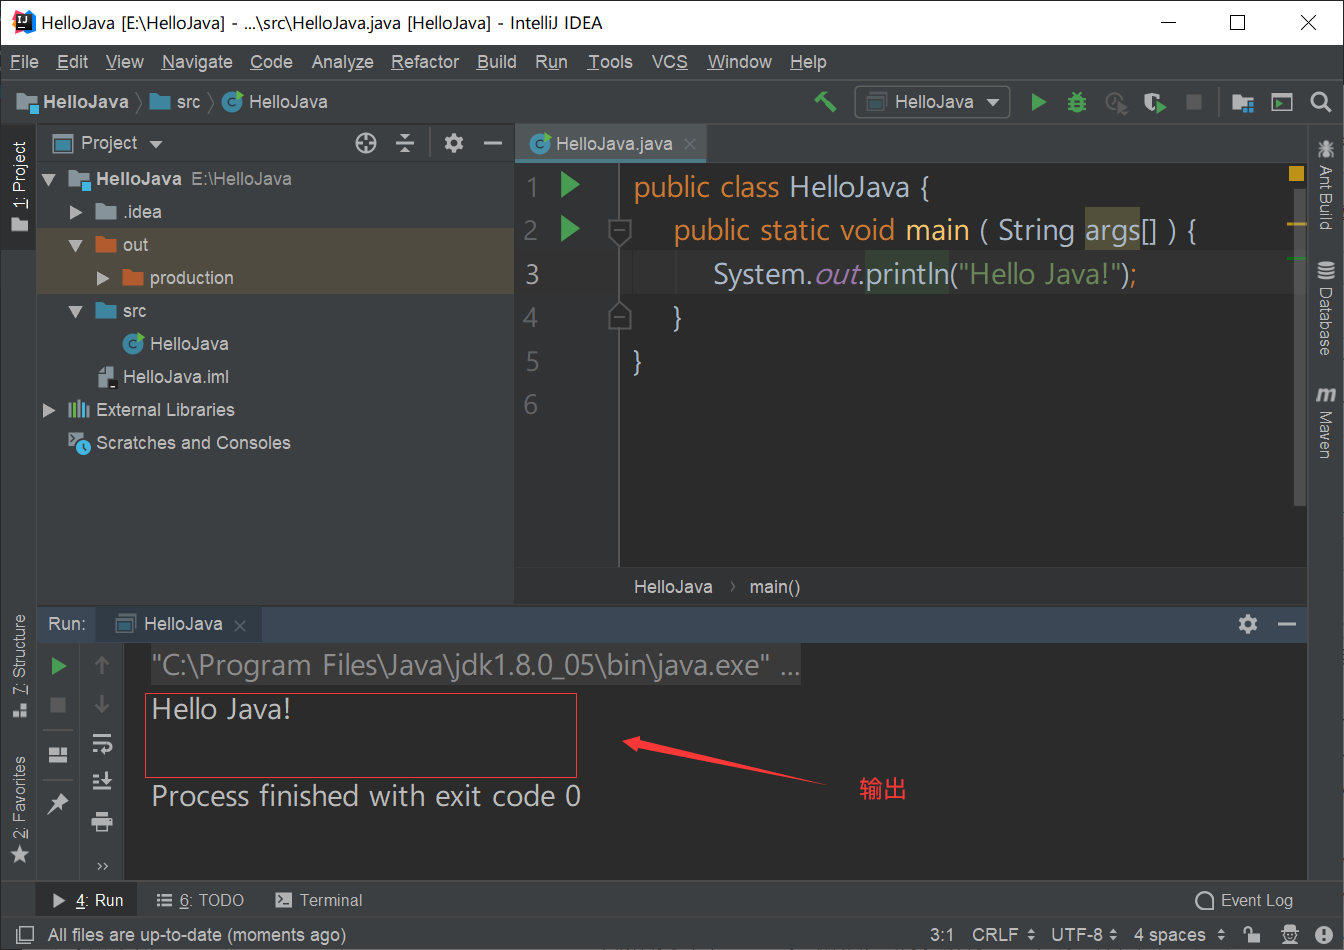 HelloJava [E:\HelloJava] - ...\src\HelloJava.java [HelloJava] - IntelliJ IDEA
File Edit View Navigate Code Analyze Refactor Build Run Tools VCS Window Help
HelloJava src HelloJava
HelloJava
1: Project
Project
HelloJava E:\HelloJava
.idea
out
production
src
HelloJava
HelloJava.iml
External Libraries
Scratches and Consoles
HelloJava.java
1 public class HelloJava {
2 public static void main ( String args[] ) {
3 System.out.println("Hello Java!");
4 }
5 }
6
HelloJava main()
Ant Build
Database
m Maven
7: Structure
2: Favorites
Run: HelloJava
"C:\Program Files\Java\jdk1.8.0_05\bin\java.exe" ...
Hello Java!
Process finished with exit code 0
输出
4: Run 6: TODO Terminal Event Log
All files are up-to-date (moments ago) 3:1 CRLF UTF-8 4 spaces